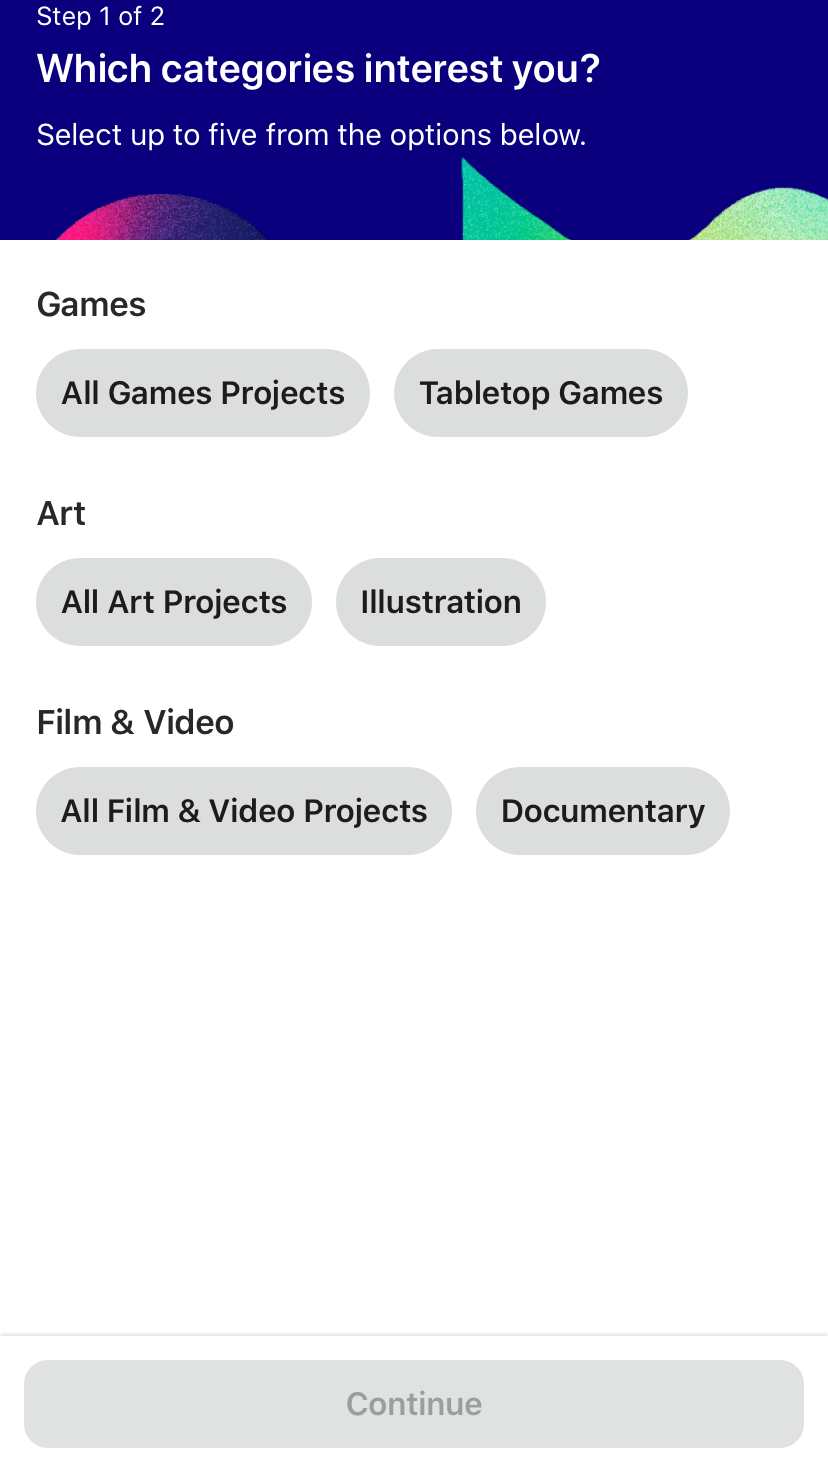 Step 1 of 2
Which categories interest you?
Select up to five from the options below.
Games
All Games Projects
Tabletop Games
Art
All Art Projects
Illustration
Film & Video
All Film & Video Projects
Documentary
Continue